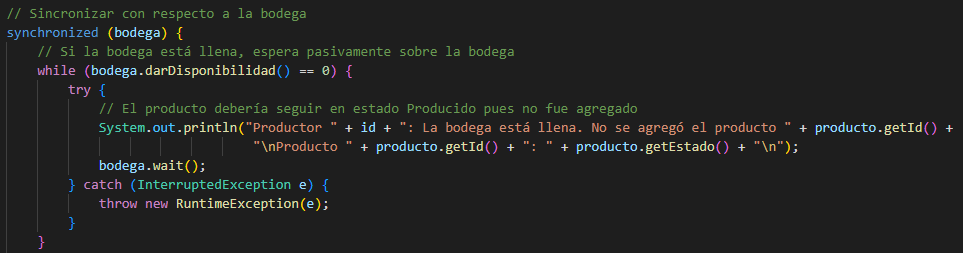 // Sincronizar con respecto a la bodega
synchronized (bodega) {
// Si la bodega está llena, espera pasivamente sobre la bodega
while (bodega.darDisponibilidad() == 0) {
try {
// El producto debería seguir en estado Producido pues no fue agregado
System.out.println("Productor " + id + ": La bodega está llena. No se agregó el producto " + producto.getId() +
"\nProducto " + producto.getId() + ": " + producto.getEstado() + "\n");
bodega.wait();
} catch (InterruptedException e) {
throw new RuntimeException(e);
}
}